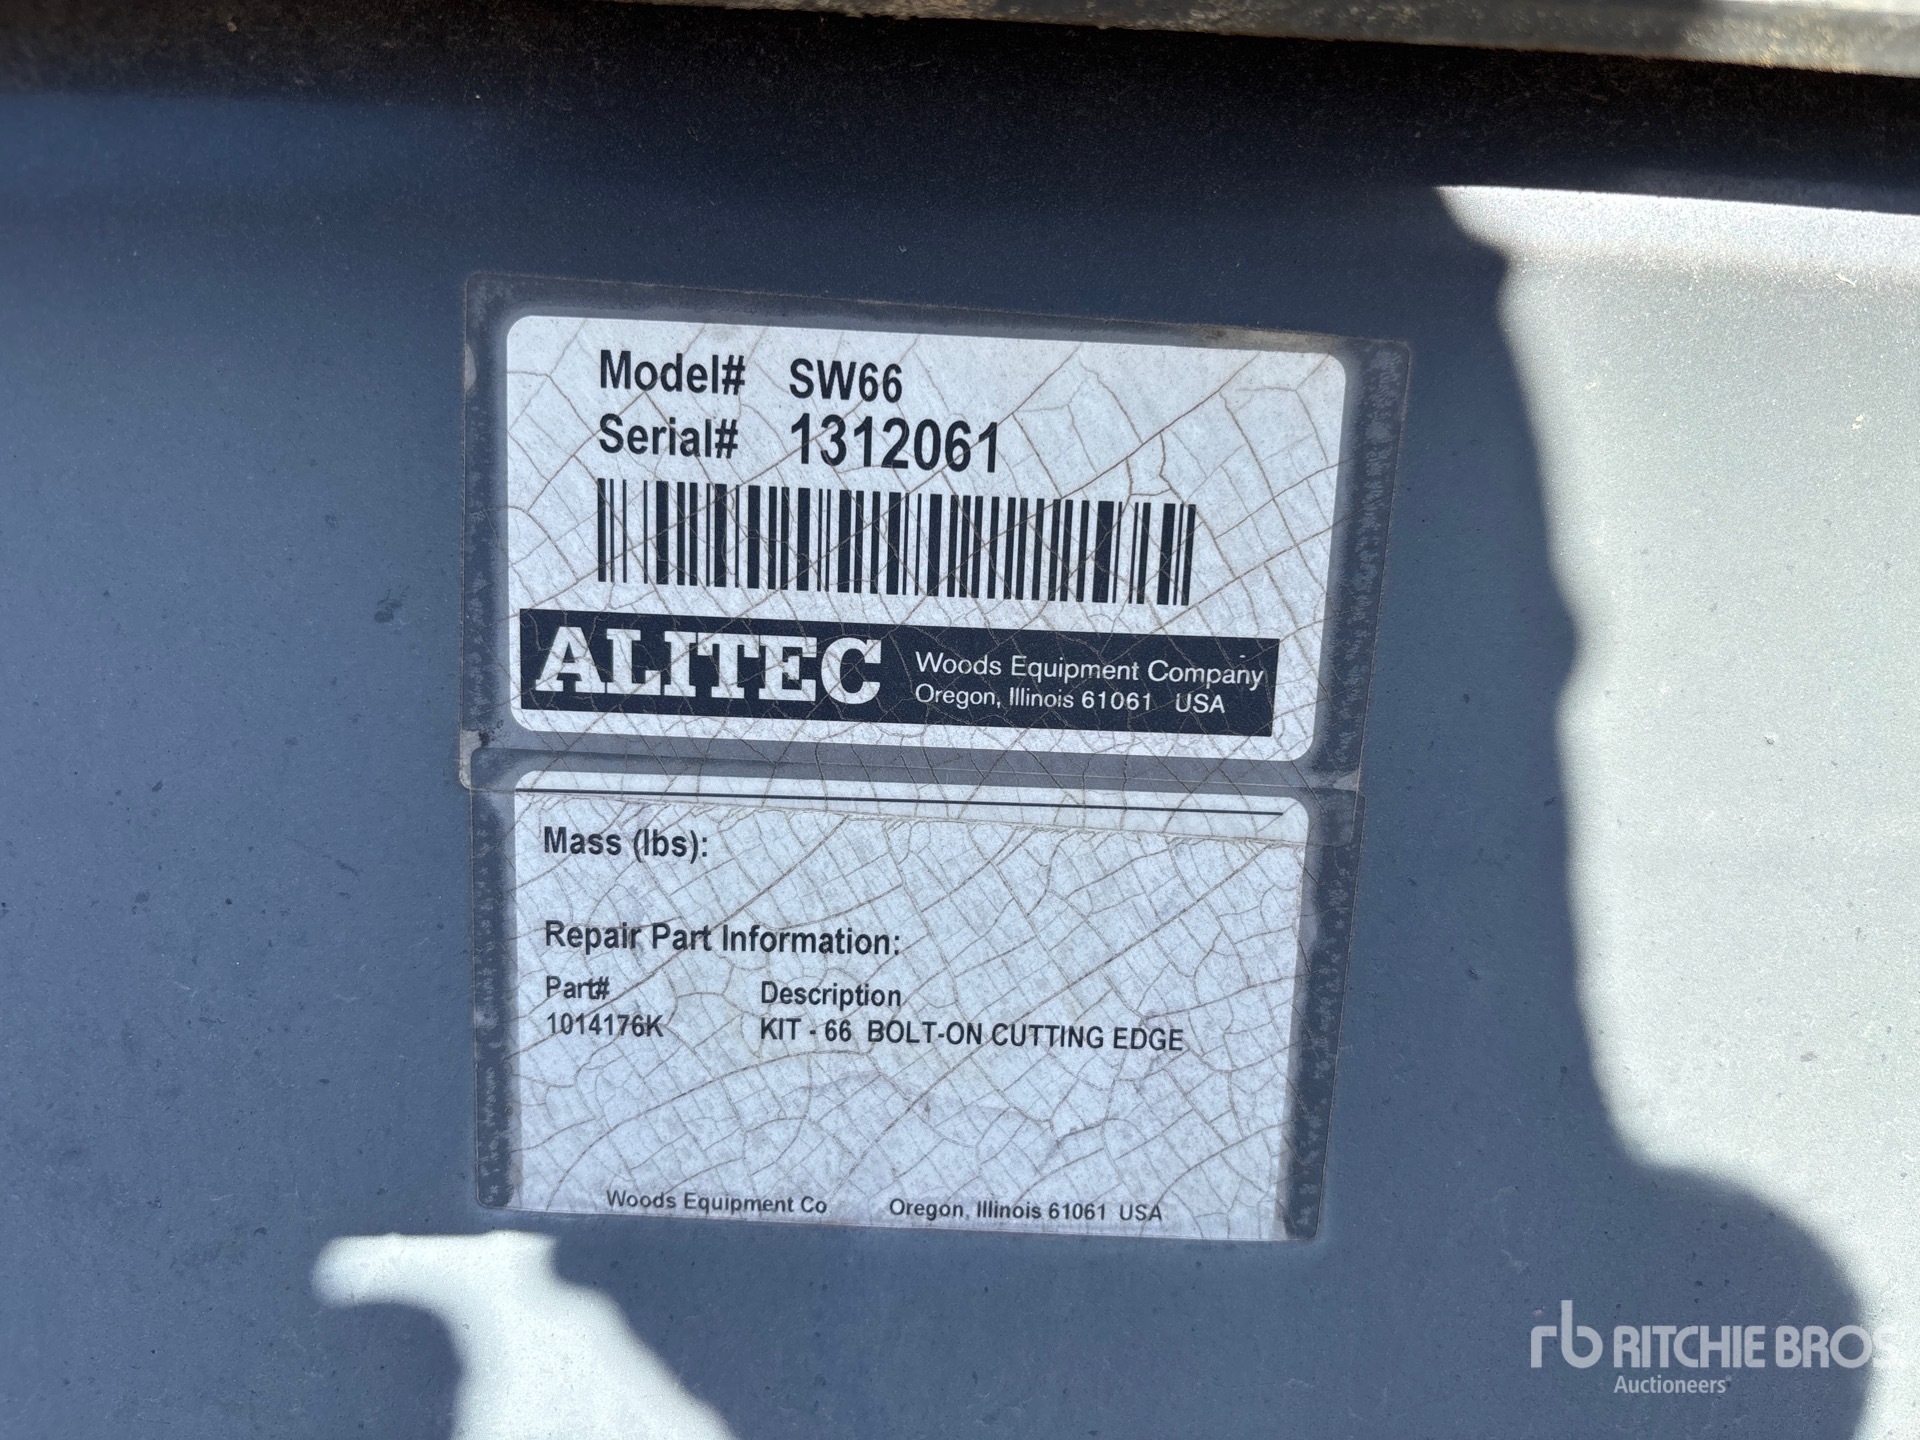 Model# SW66
Serial# 1312061
ALITEC Woods Equipment Company
Oregon, Illinois 61061 USA
Mass (lbs):
Repair Part Information:
Part# Description
1014176K KIT - 66 BOLT-ON CUTTING EDGE
Woods Equipment Co Oregon, Illinois 61061 USA
rb RITCHIE BROS.
Auctioneers